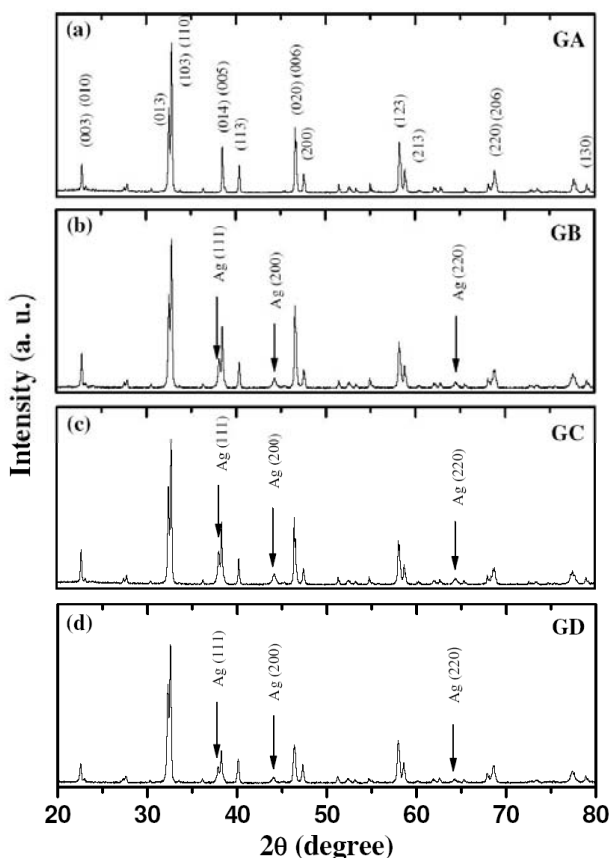 Intensity (a. u.)
(a)
GA
(003) (010)
(013)
(103) (110)
(014) (005)
(113)
(020) (006)
(200)
(123)
(213)
(220) (206)
(130)
(b)
GB
Ag (111)
Ag (200)
Ag (220)
(c)
GC
Ag (111)
Ag (200)
Ag (220)
(d)
GD
Ag (111)
Ag (200)
Ag (220)
20 30 40 50 60 70 80
2θ (degree)